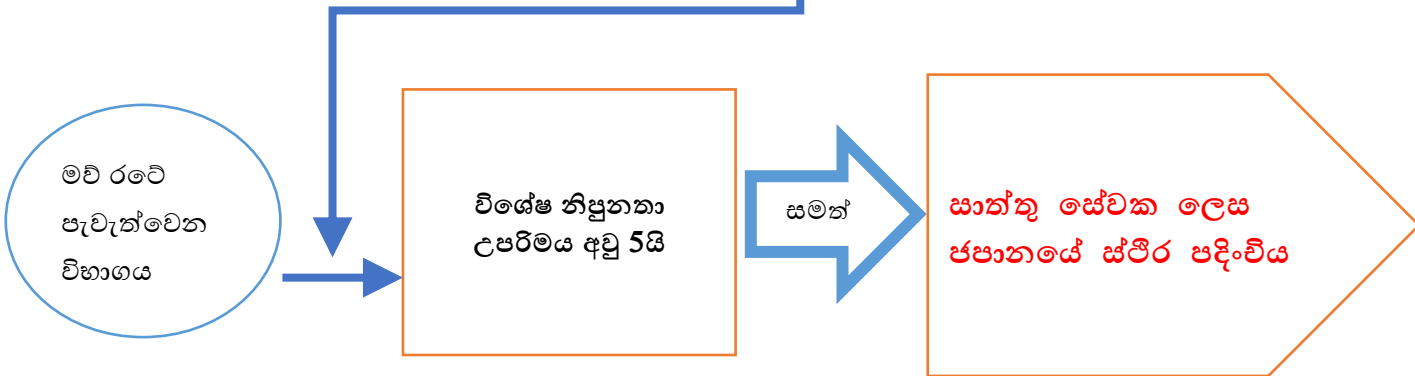 මව් රටේ
පැවැත්වෙන
විභාගය
විශේෂ නිපුනතා
උපරිමය අවු 5යි
සමත්
සාත්තු සේවක ලෙස
ජපානයේ ස්ථිර පදිංචිය